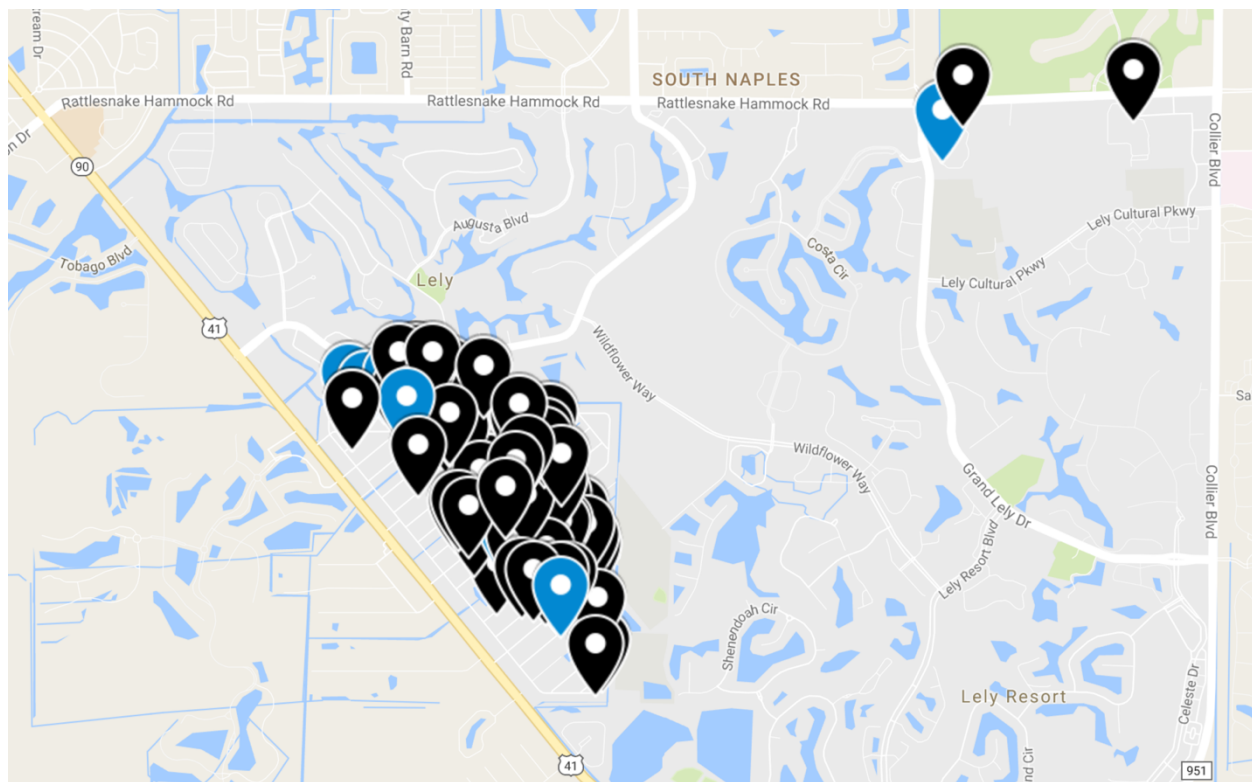 SOUTH NAPLES
Rattlesnake Hammock Rd
Rattlesnake Hammock Rd
Rattlesnake Hammock Rd
Barn Rd
90
Collier Blvd
Augusta Blvd
Lely Cultural Pkwy
Tobago Blvd
Costa Cir
Lely
Lely Cultural Pkwy
41
Wildflower Way
Wildflower Way
Grand Lely Dr
Collier Blvd
Lely Resort Blvd
Shenendoah Cir
Lely Resort
Celeste Dr
41
951